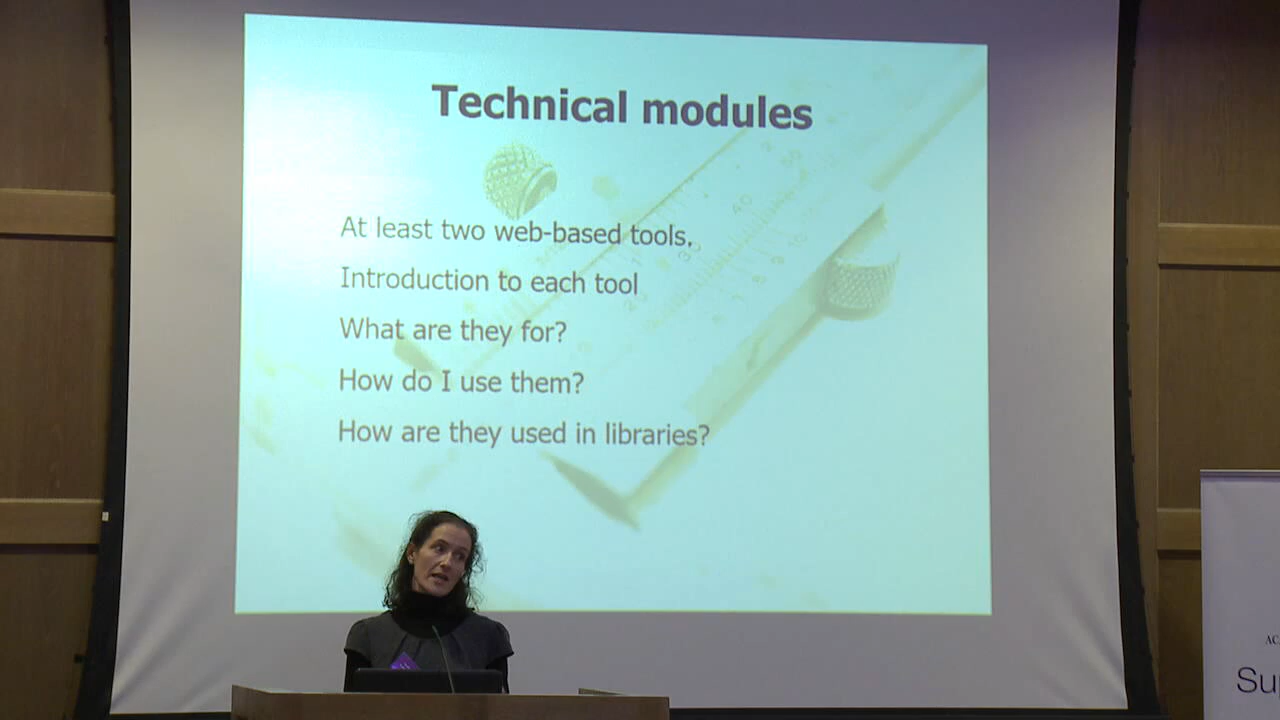 Technical modules
At least two web-based tools.
Introduction to each tool
What are they for?
How do I use them?
How are they used in libraries?